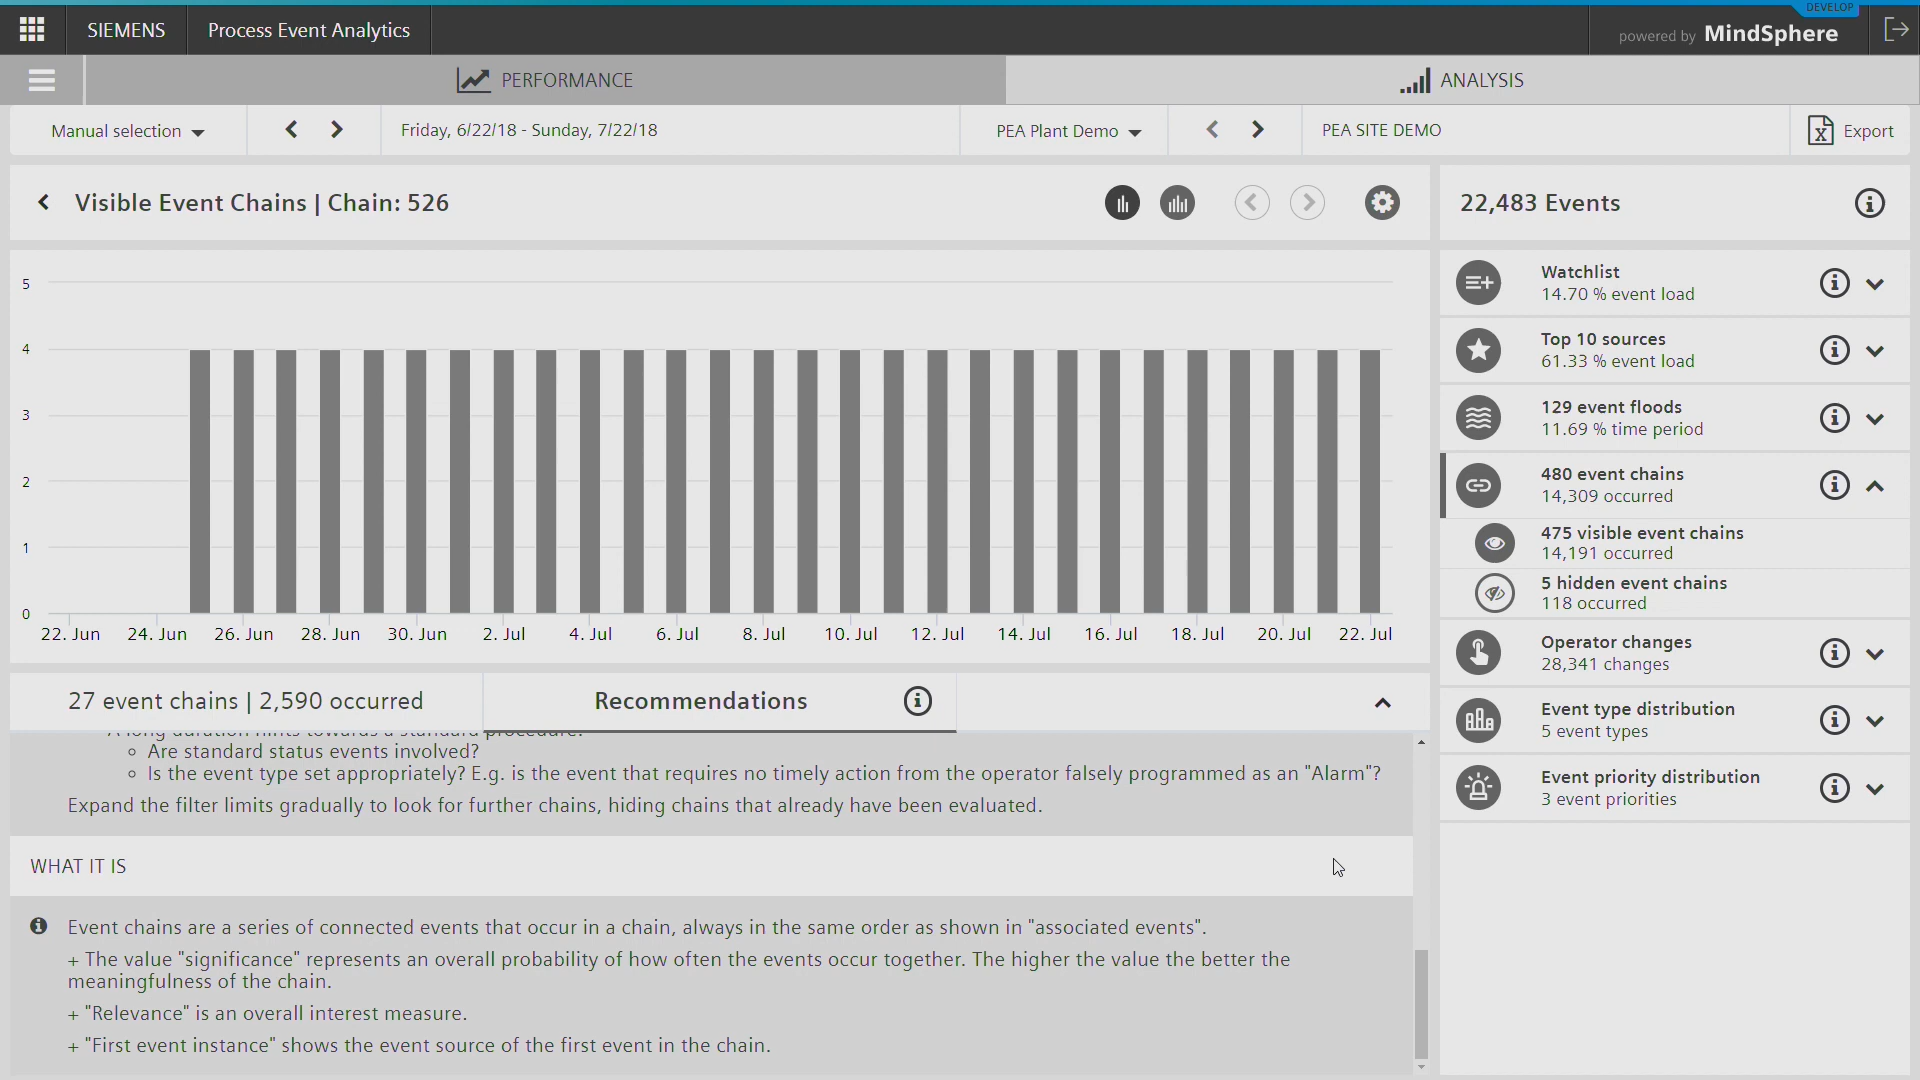 DEVELOP
SIEMENS
Process Event Analytics
powered by MindSphere
PERFORMANCE
ANALYSIS
Manual selection
Friday, 6/22/18 - Sunday, 7/22/18
PEA Plant Demo
PEA SITE DEMO
Export
Visible Event Chains | Chain: 526
5
4
3
2
1
0
22. Jun 24. Jun 26. Jun 28. Jun 30. Jun 2. Jul 4. Jul 6. Jul 8. Jul 10. Jul 12. Jul 14. Jul 16. Jul 18. Jul 20. Jul 22. Jul
27 event chains | 2,590 occurred
Recommendations
A long duration hints towards a standard procedure.
Are standard status events involved?
Is the event type set appropriately? E.g. is the event that requires no timely action from the operator falsely programmed as an "Alarm"?
Expand the filter limits gradually to look for further chains, hiding chains that already have been evaluated.
WHAT IT IS
Event chains are a series of connected events that occur in a chain, always in the same order as shown in "associated events".
+ The value "significance" represents an overall probability of how often the events occur together. The higher the value the better the
meaningfulness of the chain.
+ "Relevance" is an overall interest measure.
+ "First event instance" shows the event source of the first event in the chain.
22,483 Events
Watchlist
14.70 % event load
Top 10 sources
61.33 % event load
129 event floods
11.69 % time period
480 event chains
14,309 occurred
475 visible event chains
14,191 occurred
5 hidden event chains
118 occurred
Operator changes
28,341 changes
Event type distribution
5 event types
Event priority distribution
3 event priorities